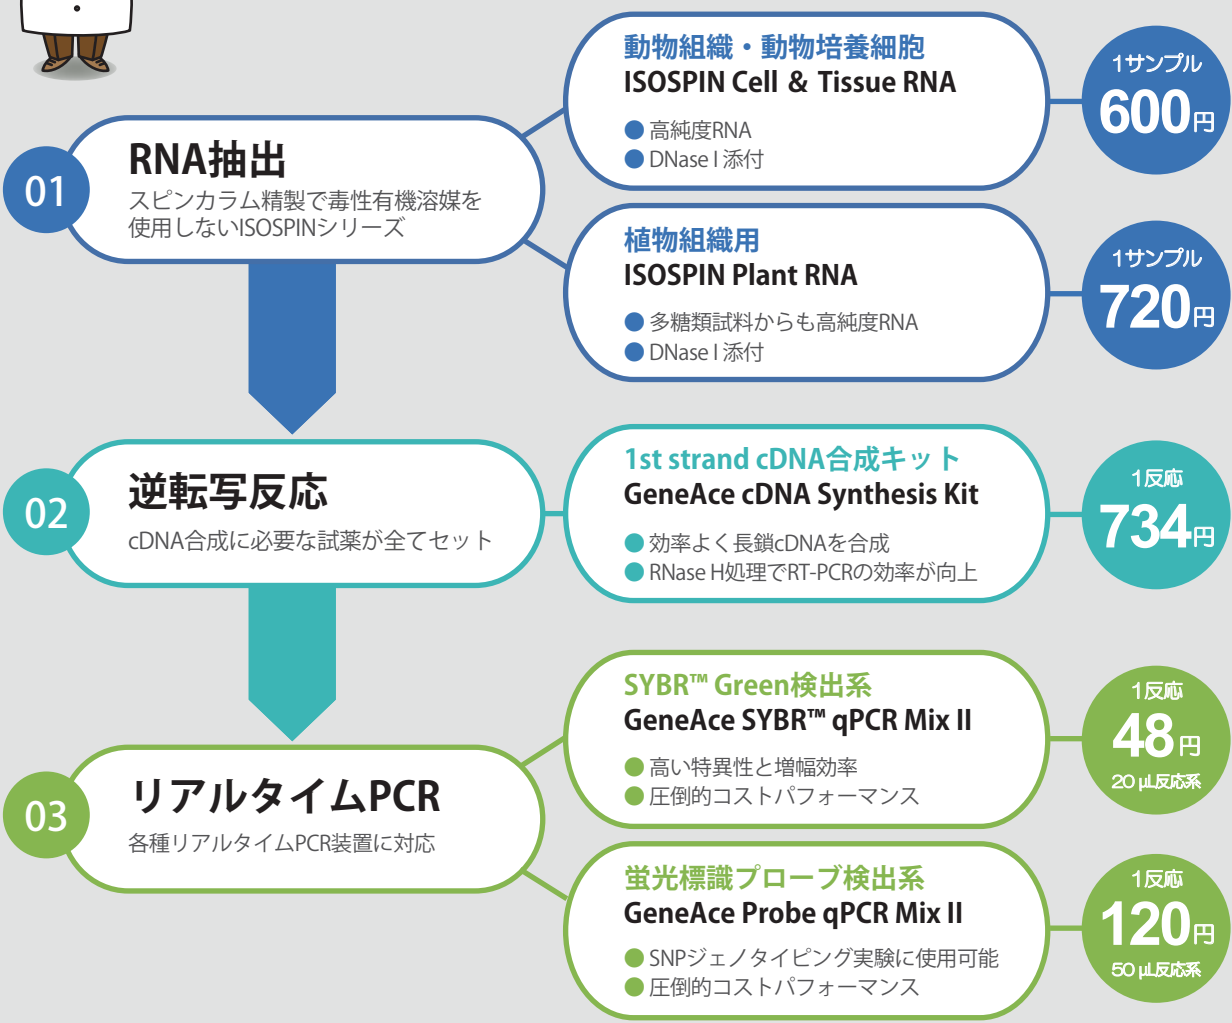 01
RNA抽出
スピンカラム精製で毒性有機溶媒を
使用しないISOSPINシリーズ
動物組織・動物培養細胞
ISOSPIN Cell & Tissue RNA
● 高純度RNA
● DNase I 添付
1サンプル
600円
植物組織用
ISOSPIN Plant RNA
● 多糖類試料からも高純度RNA
● DNase I 添付
1サンプル
720円
02
逆転写反応
cDNA合成に必要な試薬が全てセット
1st strand cDNA合成キット
GeneAce cDNA Synthesis Kit
● 効率よく長鎖cDNAを合成
● RNase H処理でRT-PCRの効率が向上
1反応
734円
03
リアルタイムPCR
各種リアルタイムPCR装置に対応
SYBR™ Green検出系
GeneAce SYBR™ qPCR Mix II
● 高い特異性と増幅効率
● 圧倒的コストパフォーマンス
1反応
48円
20 µL反応系
蛍光標識プローブ検出系
GeneAce Probe qPCR Mix II
● SNPジェノタイピング実験に使用可能
● 圧倒的コストパフォーマンス
1反応
120円
50 µL反応系